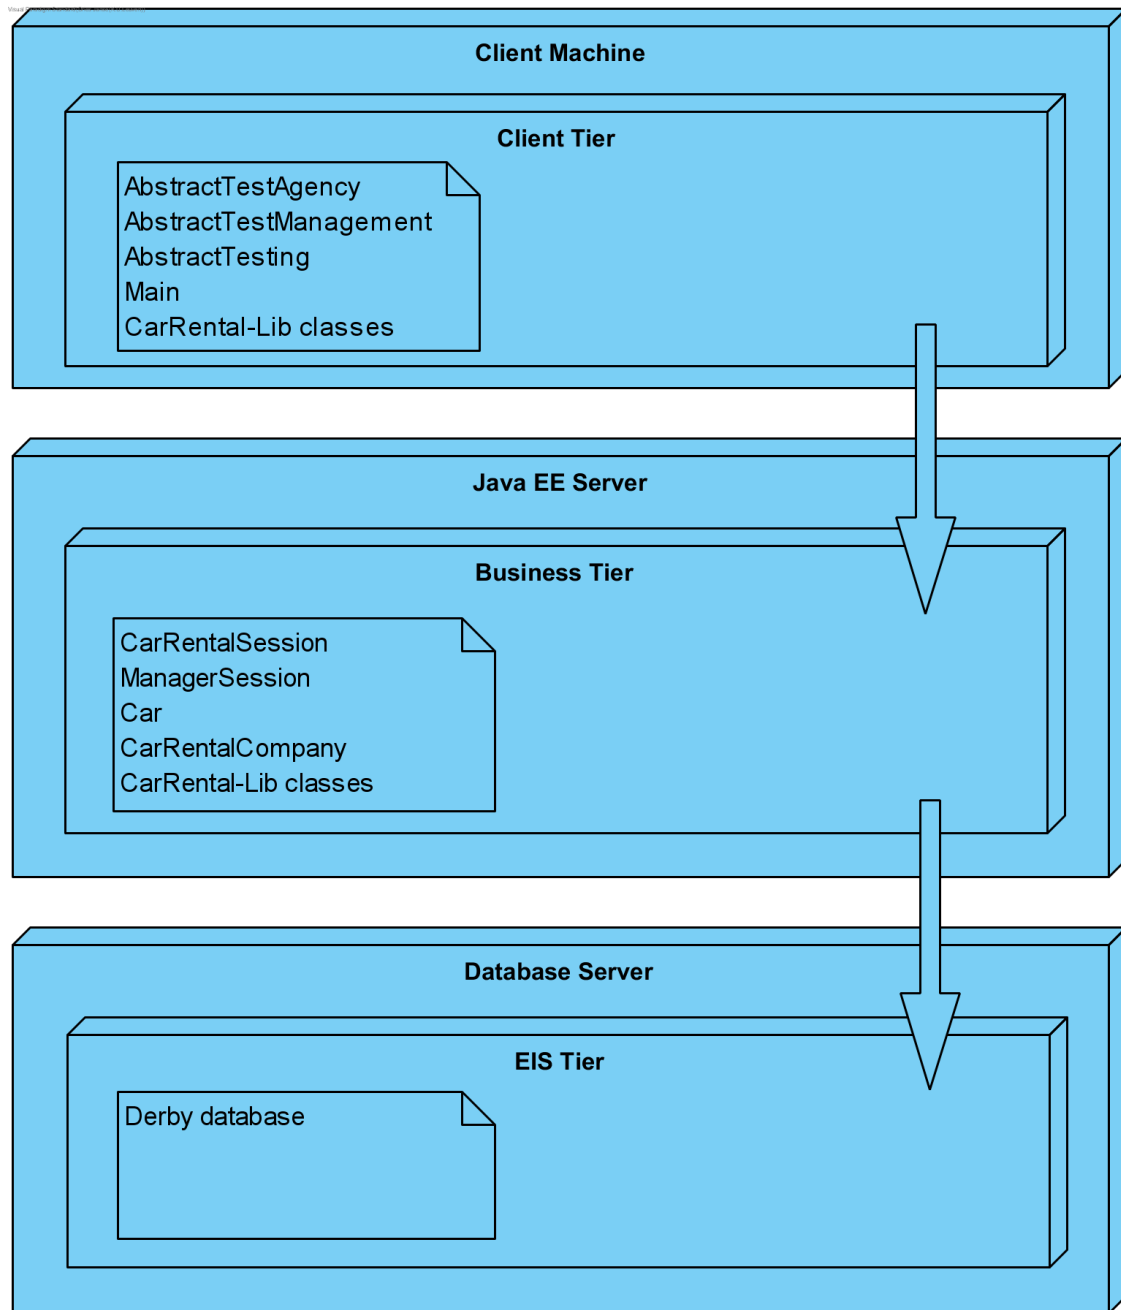 Client Machine
Client Tier
AbstractTestAgency
AbstractTestManagement
AbstractTesting
Main
CarRental-Lib classes
Java EE Server
Business Tier
CarRentalSession
ManagerSession
Car
CarRentalCompany
CarRental-Lib classes
Database Server
EIS Tier
Derby database